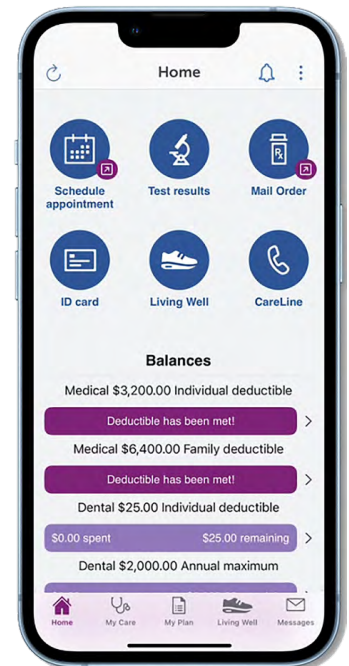 Home
Schedule
appointment
Test results
Rx
Mail Order
ID card
Living Well
CareLine
Balances
Medical $3,200.00 Individual deductible
Deductible has been met!
Medical $6,400.00 Family deductible
Deductible has been met!
Dental $25.00 Individual deductible
$0.00 spent $25.00 remaining
Dental $2,000.00 Annual maximum
Home My Care My Plan Living Well Messages